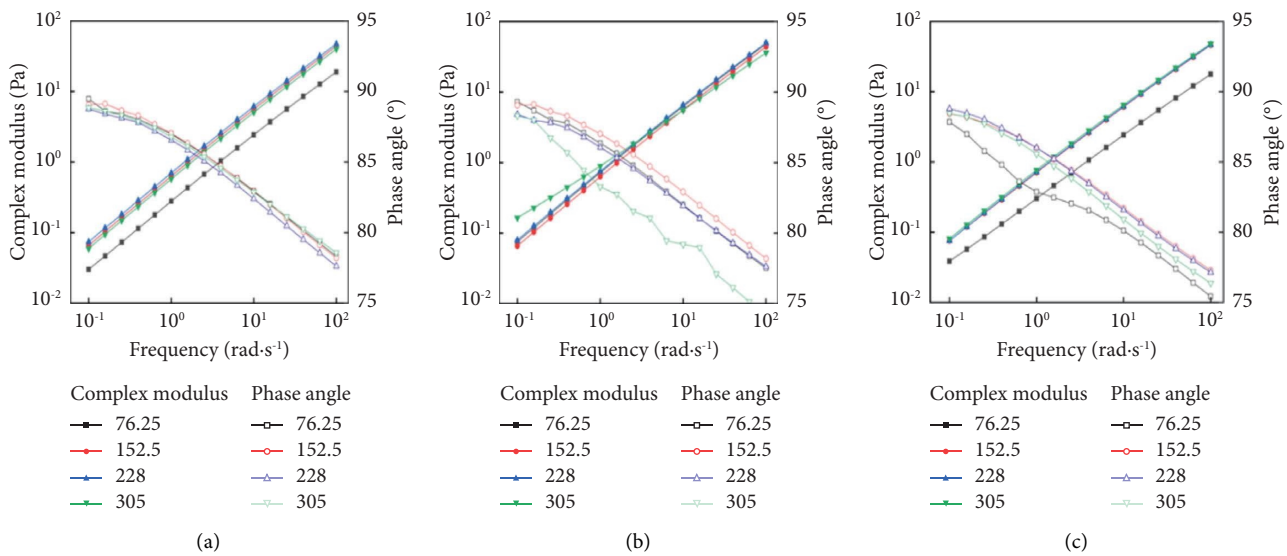 10² 95
10¹ 90
10⁰ 85
10⁻¹ 80
10⁻² 75
Complex modulus (Pa)
Phase angle (°)
10⁻¹ 10⁰ 10¹ 10²
Frequency (rad·s⁻¹)
Complex modulus Phase angle
76.25 76.25
152.5 152.5
228 228
305 305
(a)
10² 95
10¹ 90
10⁰ 85
10⁻¹ 80
10⁻² 75
Complex modulus (Pa)
Phase angle (°)
10⁻¹ 10⁰ 10¹ 10²
Frequency (rad·s⁻¹)
Complex modulus Phase angle
76.25 76.25
152.5 152.5
228 228
305 305
(b)
10² 95
10¹ 90
10⁰ 85
10⁻¹ 80
10⁻² 75
Complex modulus (Pa)
Phase angle (°)
10⁻¹ 10⁰ 10¹ 10²
Frequency (rad·s⁻¹)
Complex modulus Phase angle
76.25 76.25
152.5 152.5
228 228
305 305
(c)